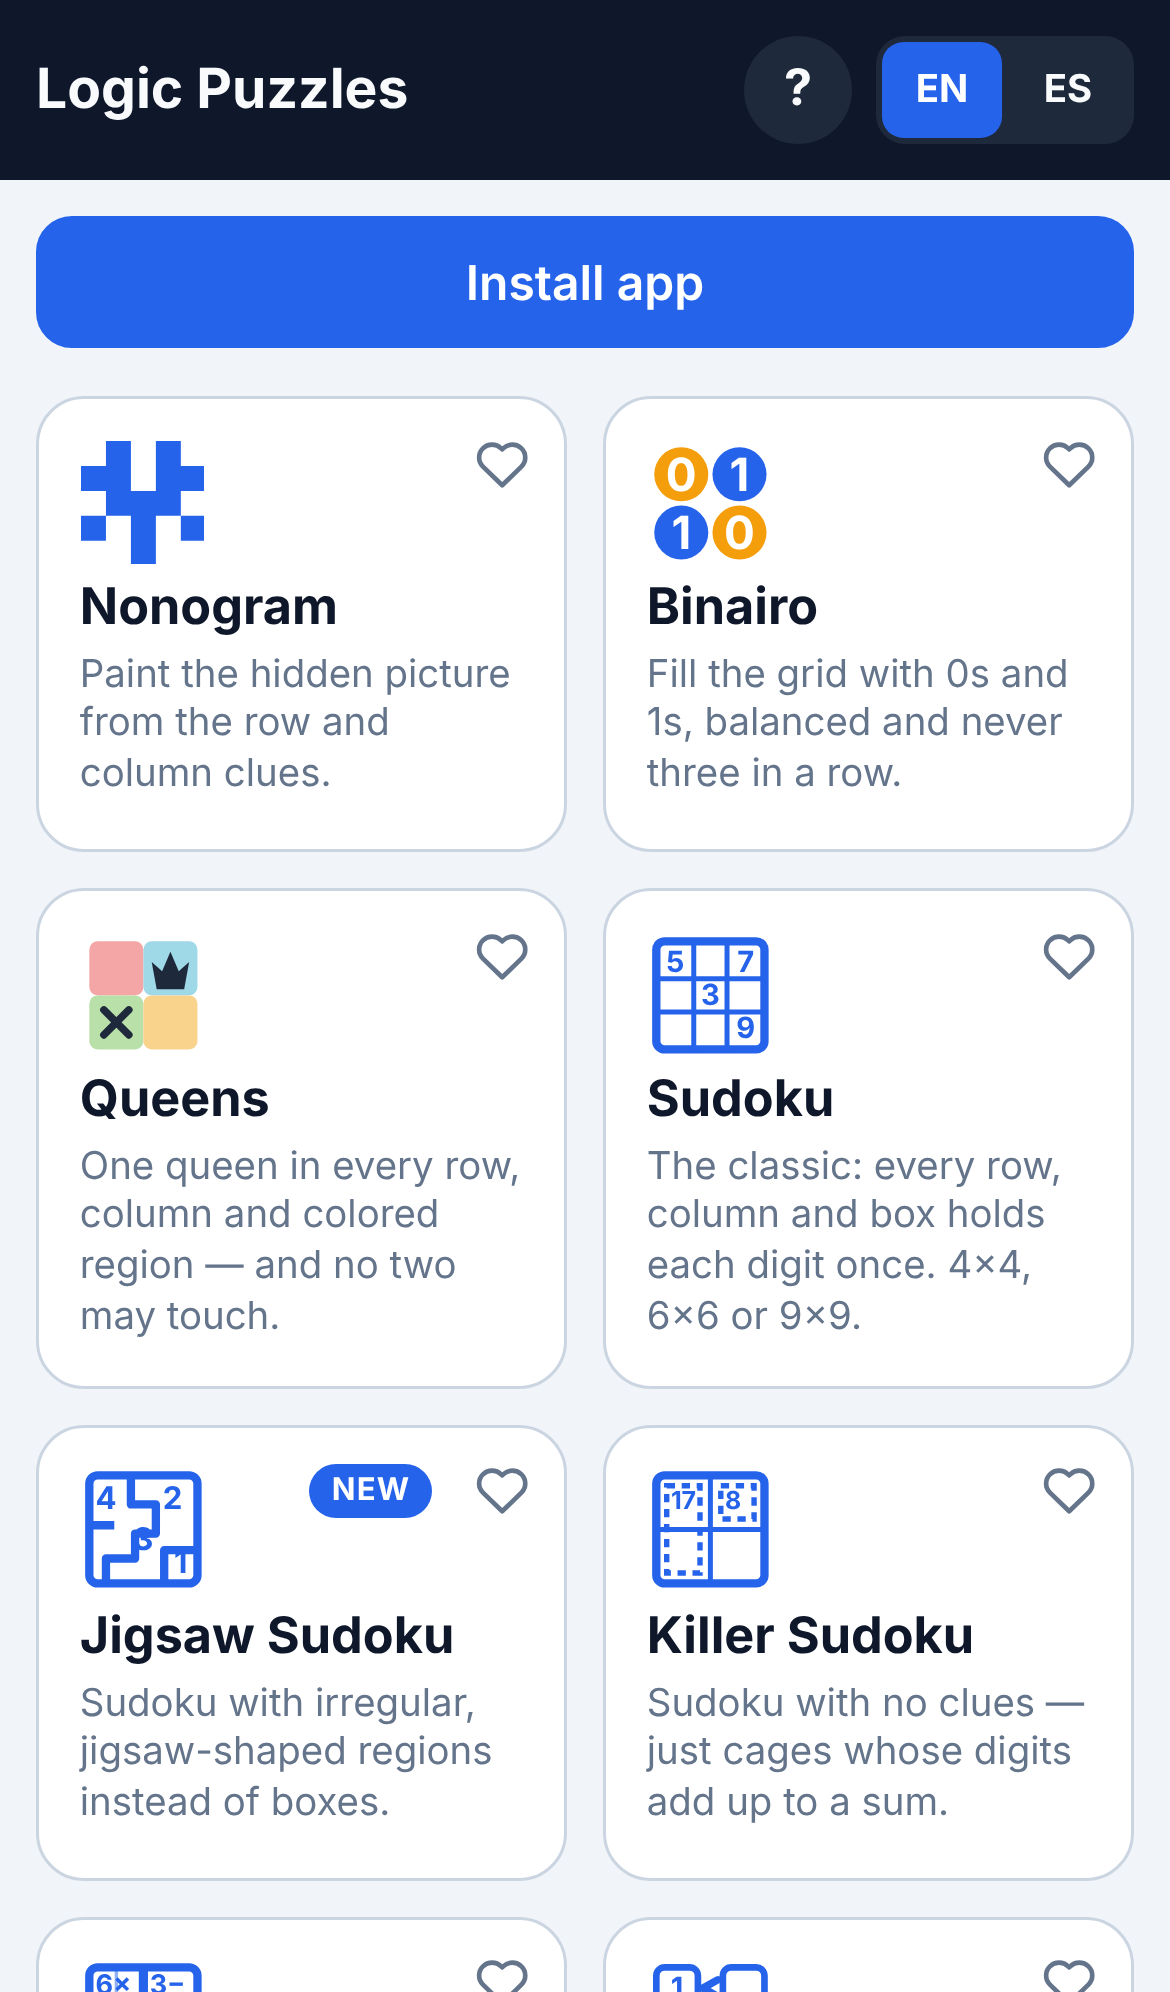 Logic Puzzles
?
EN
ES
Install app
0 1
1 0
Nonogram
Paint the hidden picture
from the row and
column clues.
Binairo
Fill the grid with 0s and
1s, balanced and never
three in a row.
5 7
3
9
Queens
One queen in every row,
column and colored
region — and no two
may touch.
Sudoku
The classic: every row,
column and box holds
each digit once. 4×4,
6×6 or 9×9.
4 2
3
1
NEW
17 8
Jigsaw Sudoku
Sudoku with irregular,
jigsaw-shaped regions
instead of boxes.
Killer Sudoku
Sudoku with no clues —
just cages whose digits
add up to a sum.
6× 3−
1 <